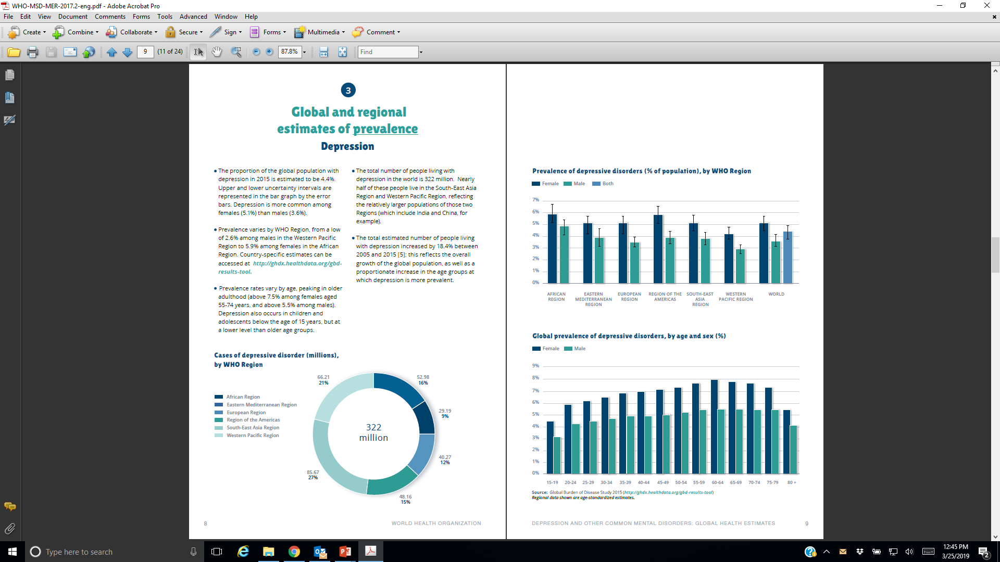 WHO-MSD-MER-2017.2-eng.pdf - Adobe Acrobat Pro
File Edit View Document Comments Forms Tools Advanced Window Help
Create Combine Collaborate Secure Sign Forms Multimedia Comment
9 (11 of 24) 87.8% Find
3
Global and regional
estimates of prevalence
Depression
• The proportion of the global population with
depression in 2015 is estimated to be 4.4%.
Upper and lower uncertainty intervals are
represented in the bar graph by the error
bars. Depression is more common among
females (5.1%) than males (3.6%).
• Prevalence varies by WHO Region, from a low
of 2.6% among males in the Western Pacific
Region to 5.9% among females in the African
Region. Country-specific estimates can be
accessed at http://ghdx.healthdata.org/gbd-
results-tool.
• Prevalence rates vary by age, peaking in older
adulthood (above 7.5% among females aged
55-74 years, and above 5.5% among males).
Depression also occurs in children and
adolescents below the age of 15 years, but at
a lower level than older age groups.
• The total number of people living with
depression in the world is 322 million. Nearly
half of these people live in the South-East Asia
Region and Western Pacific Region, reflecting
the relatively larger populations of those two
Regions (which include India and China, for
example).
• The total estimated number of people living
with depression increased by 18.4% between
2005 and 2015 [5]; this reflects the overall
growth of the global population, as well as a
proportionate increase in the age groups at
which depression is more prevalent.
Cases of depressive disorder (millions),
by WHO Region
African Region
Eastern Mediterranean Region
European Region
Region of the Americas
South-East Asia Region
Western Pacific Region
66.21
21%
52.98
16%
29.19
9%
322
million
40.27
12%
85.67
27%
48.16
15%
8
WORLD HEALTH ORGANIZATION
Prevalence of depressive disorders (% of population), by WHO Region
Female Male Both
7%
6%
5%
4%
3%
2%
1%
0%
AFRICAN
REGION
EASTERN
MEDITERRANEAN
REGION
EUROPEAN
REGION
REGION OF THE
AMERICAS
SOUTH-EAST
ASIA
REGION
WESTERN
PACIFIC REGION
WORLD
Global prevalence of depressive disorders, by age and sex (%)
Female Male
9%
8%
7%
6%
5%
4%
3%
2%
1%
0%
15-19 20-24 25-29 30-34 35-39 40-44 45-49 50-54 55-59 60-64 65-69 70-74 75-79 80 +
Source: Global Burden of Disease Study 2015 (http://ghdx.healthdata.org/gbd-results-tool)
Regional data shown are age-standardized estimates.
DEPRESSION AND OTHER COMMON MENTAL DISORDERS: GLOBAL HEALTH ESTIMATES
9
Type here to search
12:45 PM
3/25/2019
2